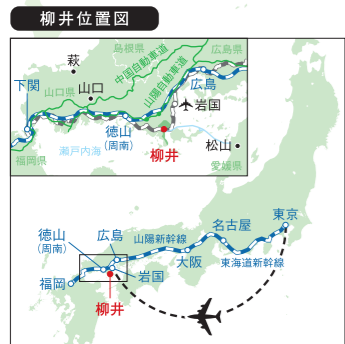 柳井位置図
島根県
広島県
萩
中国自動車道
山陽自動車道
広島
下関
山口県
山口
岩国
徳山
(周南)
瀬戸内海
柳井
松山
福岡県
愛媛県
東京
名古屋
徳山
(周南)
広島
山陽新幹線
大阪
東海道新幹線
福岡
岩国
柳井